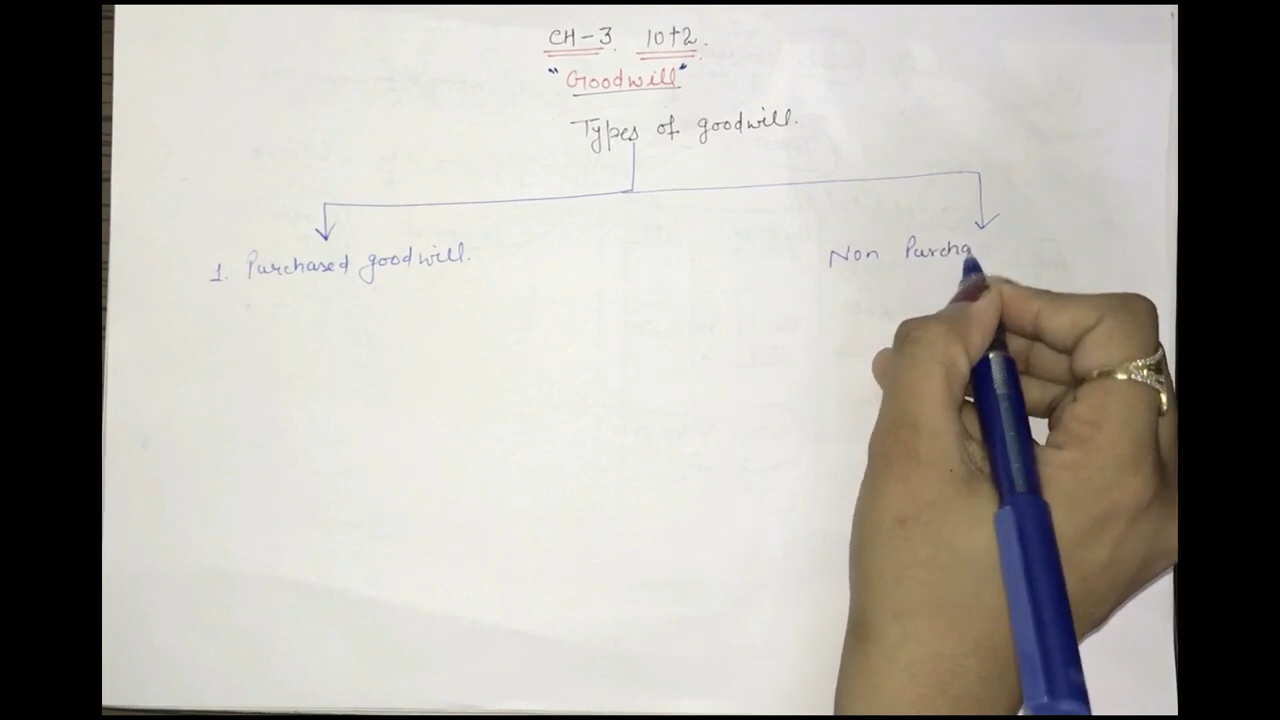 CH-3. 10+2.
"Goodwill"
Types of goodwill.
1. Purchased goodwill.
Non Purcha